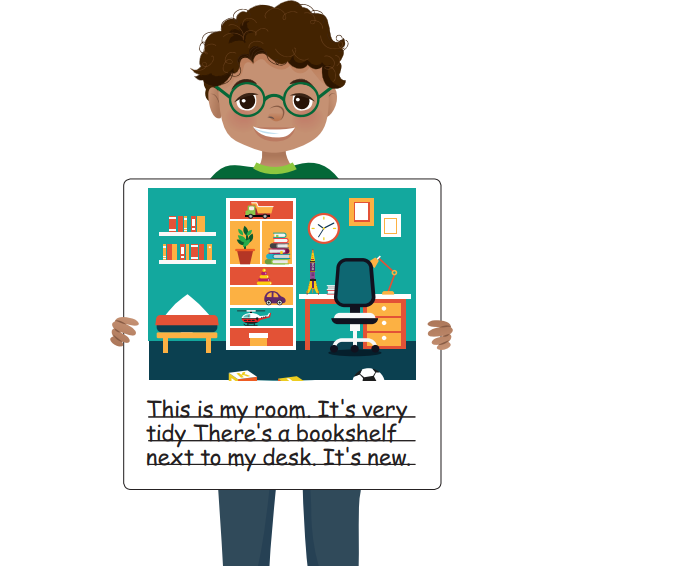 This is my room. It's very
tidy There's a bookshelf
next to my desk. It's new.